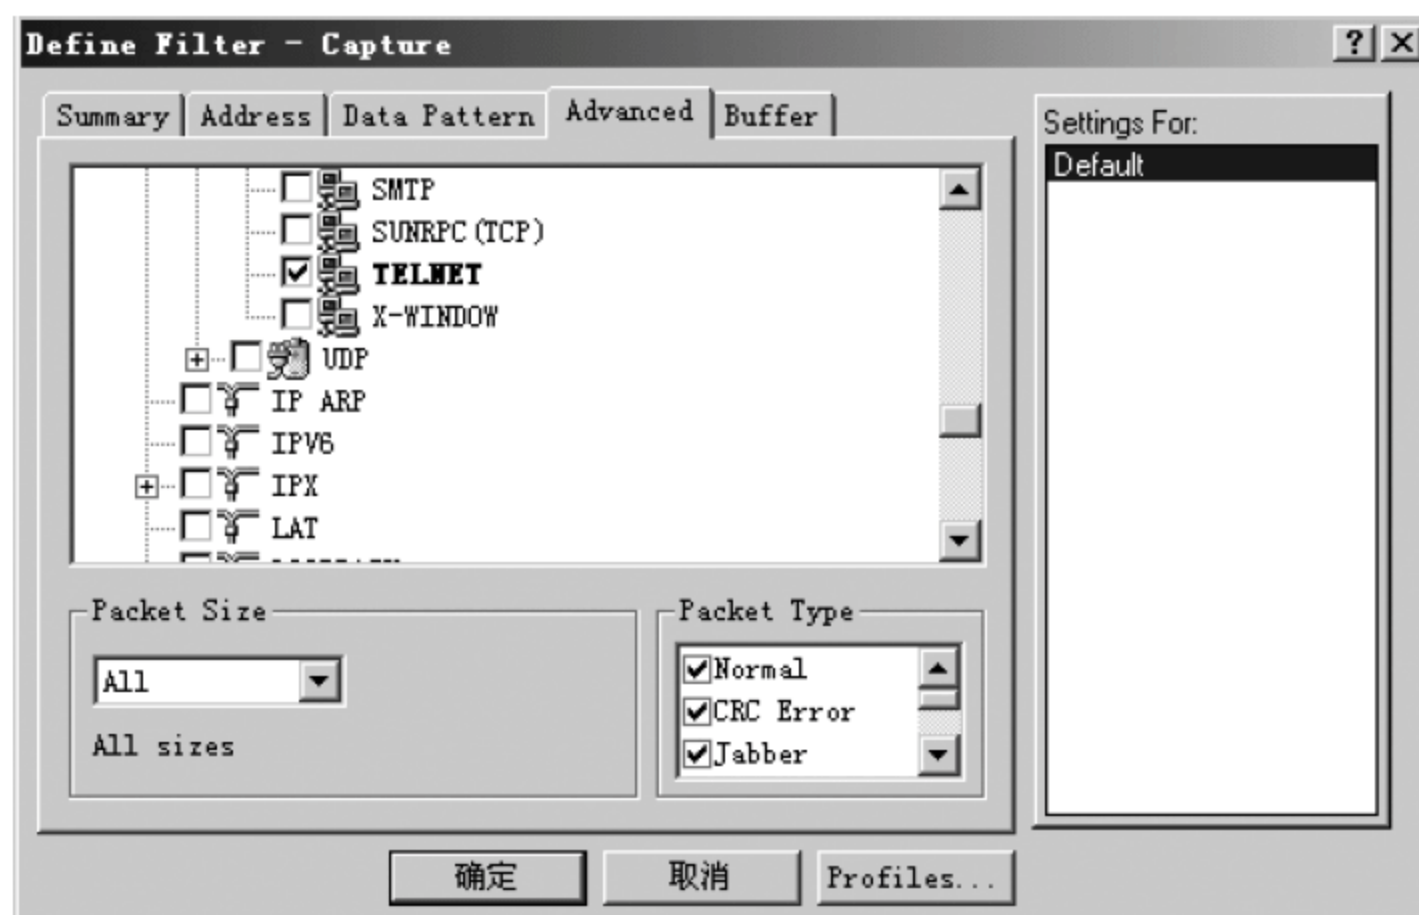 Define Filter - Capture
Summary
Address
Data Pattern
Advanced
Buffer
SMTP
SUNRPC(TCP)
TELNET
X-WINDOW
UDP
IP ARP
IPV6
IPX
LAT
Packet Size
All
All sizes
Packet Type
Normal
CRC Error
Jabber
Settings For:
Default
确定
取消
Profiles...